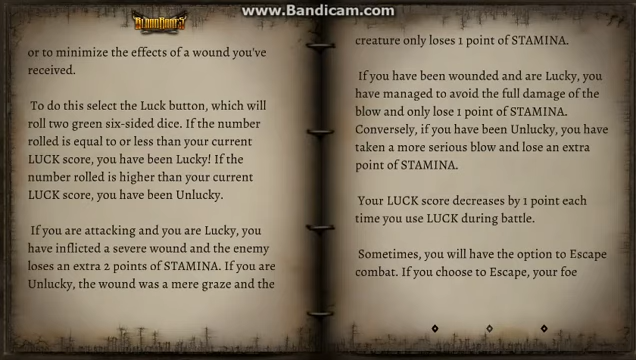 www.Bandicam.com
BLOODBONES
or to minimize the effects of a wound you've
received.
To do this select the Luck button, which will
roll two green six-sided dice. If the number
rolled is equal to or less than your current
LUCK score, you have been Lucky! If the
number rolled is higher than your current
LUCK score, you have been Unlucky.
If you are attacking and you are Lucky, you
have inflicted a severe wound and the enemy
loses an extra 2 points of STAMINA. If you are
Unlucky, the wound was a mere graze and the
creature only loses 1 point of STAMINA.
If you have been wounded and are Lucky, you
have managed to avoid the full damage of the
blow and only lose 1 point of STAMINA.
Conversely, if you have been Unlucky, you have
taken a more serious blow and lose an extra
point of STAMINA.
Your LUCK score decreases by 1 point each
time you use LUCK during battle.
Sometimes, you will have the option to Escape
combat. If you choose to Escape, your foe